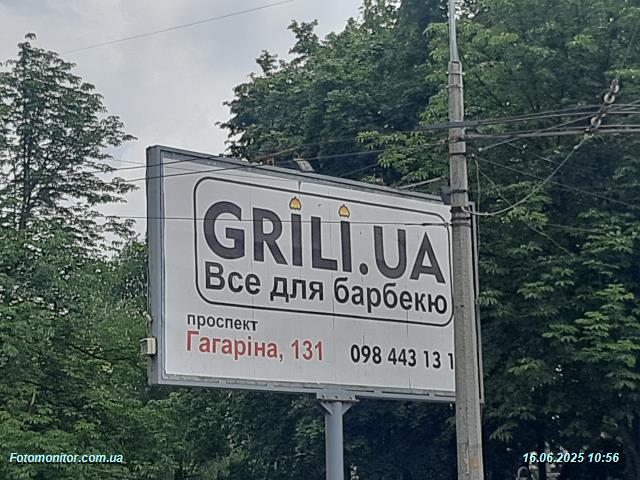 GRILI.UA
Все для барбекю
проспект
Гагаріна, 131
098 443 13 1
Fotomonitor.com.ua
16.06.2025 10:56